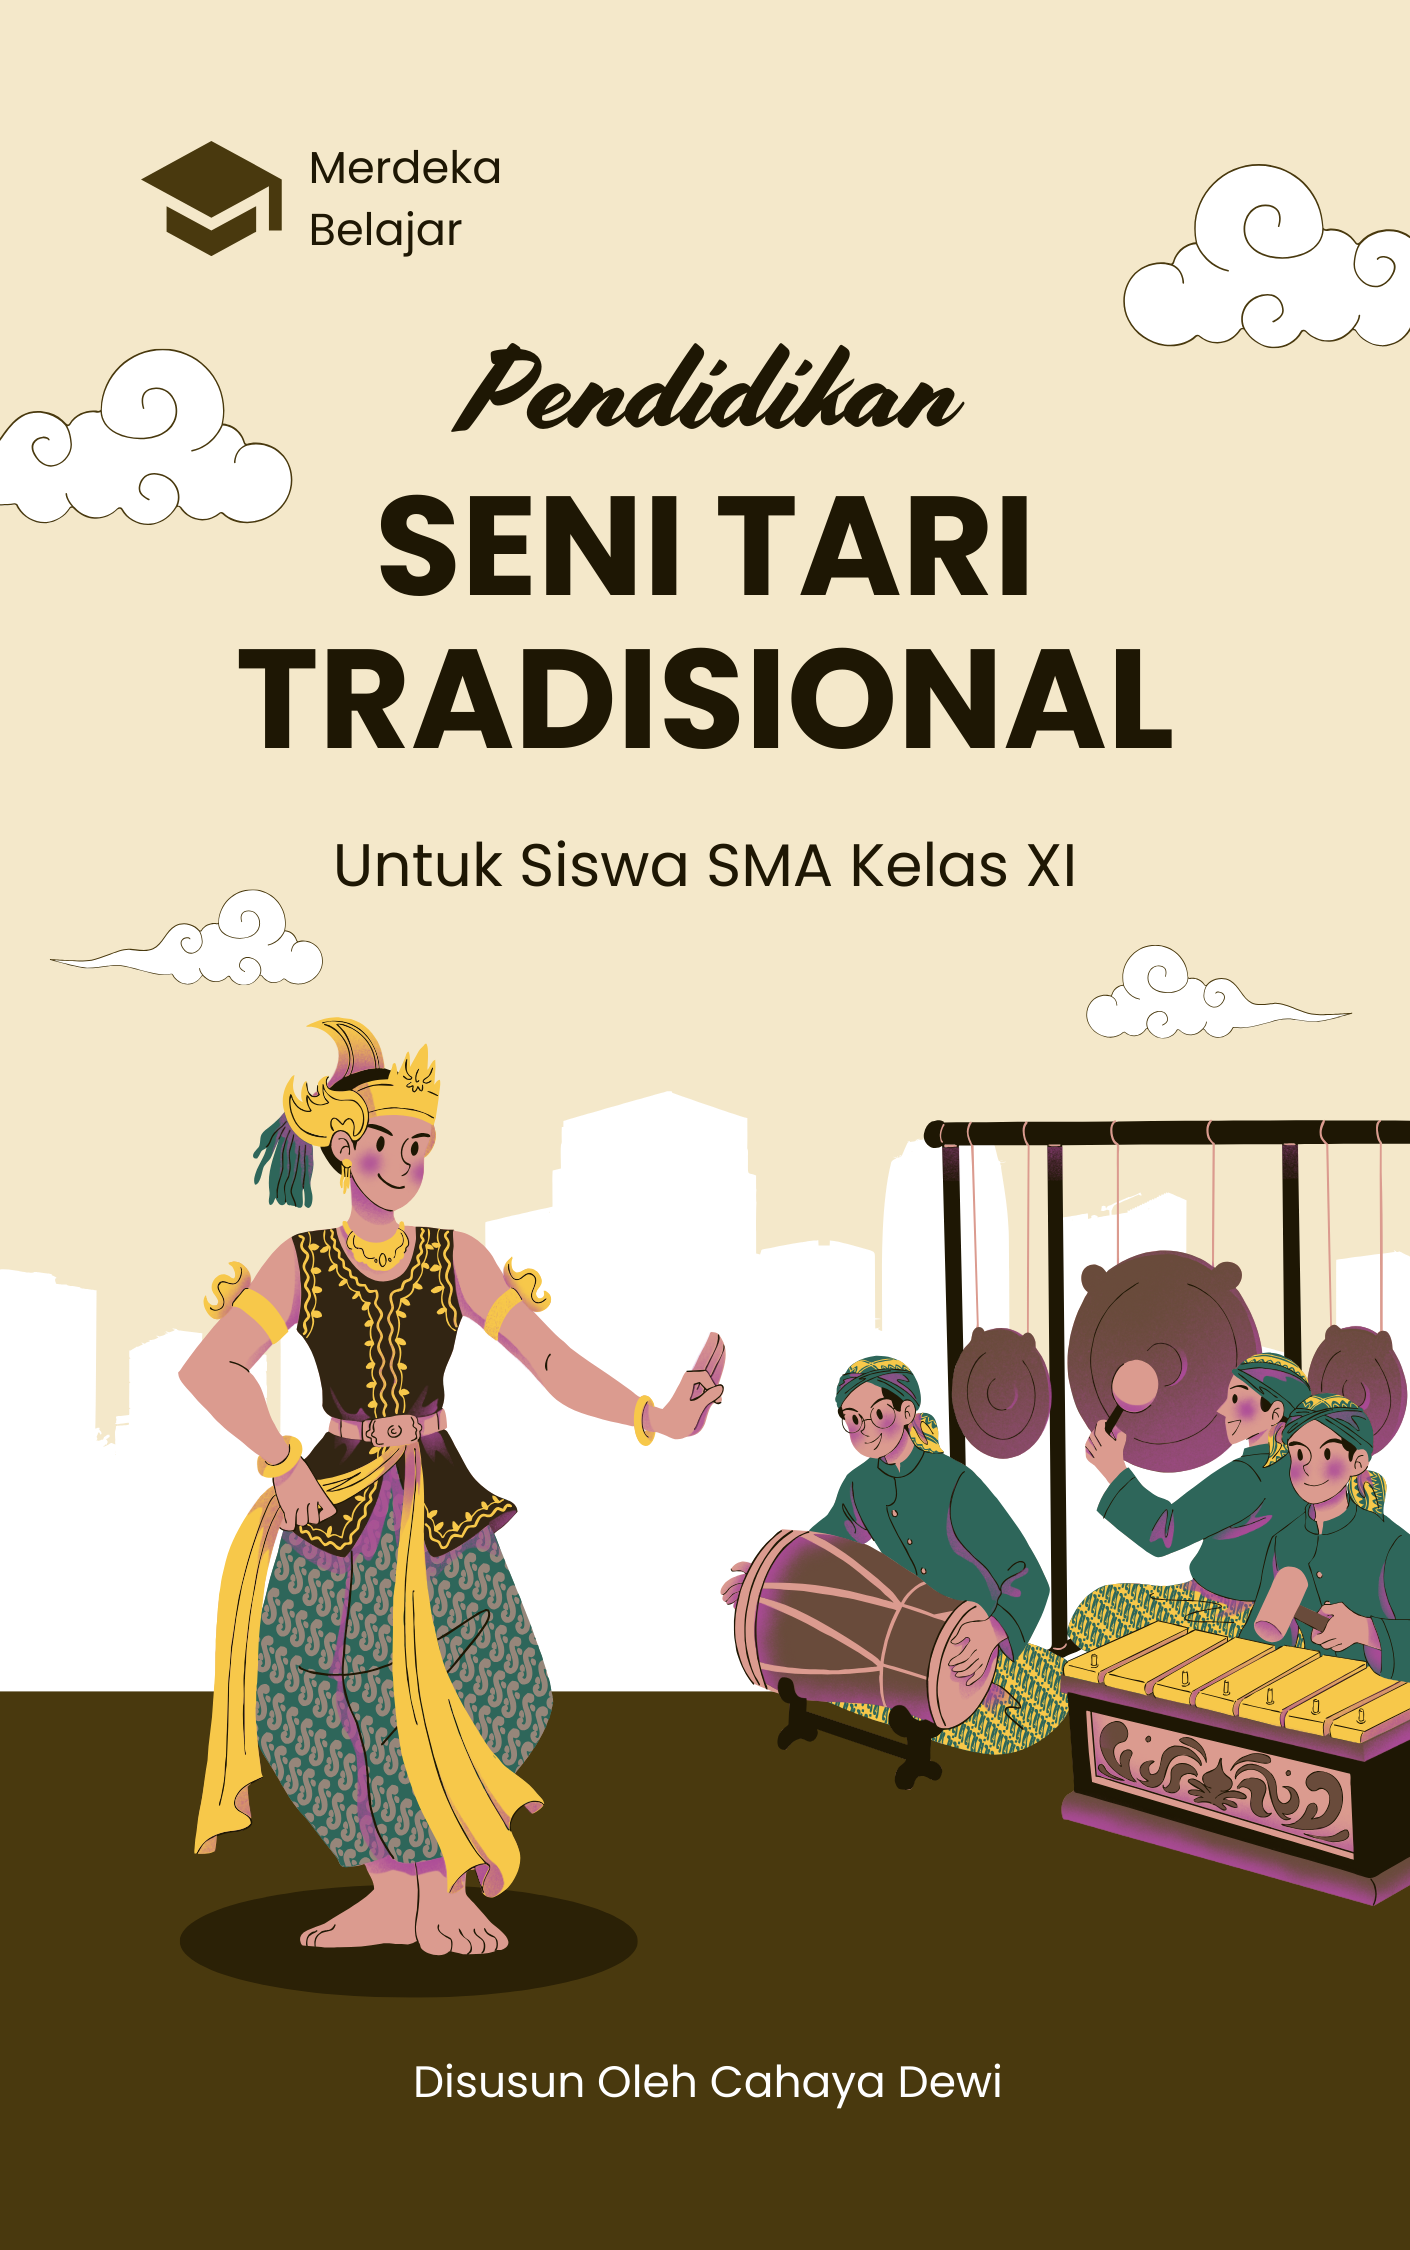 Merdeka
Belajar
Pendidikan
SENI TARI
TRADISIONAL
Untuk Siswa SMA Kelas XI
Disusun Oleh Cahaya Dewi